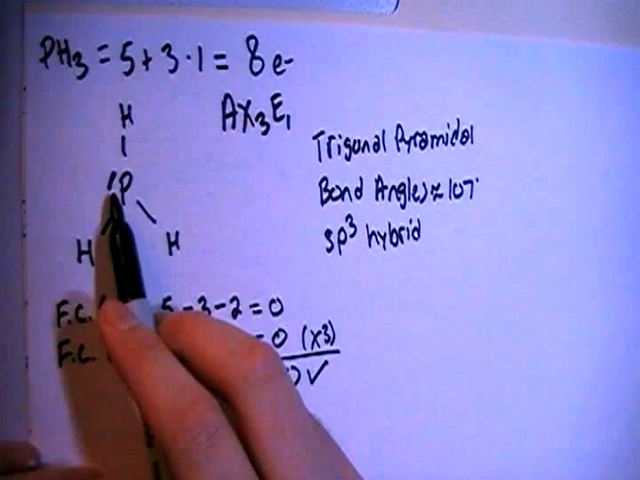 PH₃ = 5 + 3 · 1 = 8 e-
AX₃E₁
H
P
H H
Trigonal Pyramidal
Bond Angles ≈ 107°
sp³ hybrid
F.C. 5 - 3 - 2 = 0
F.C. = 0 (x3)
✓